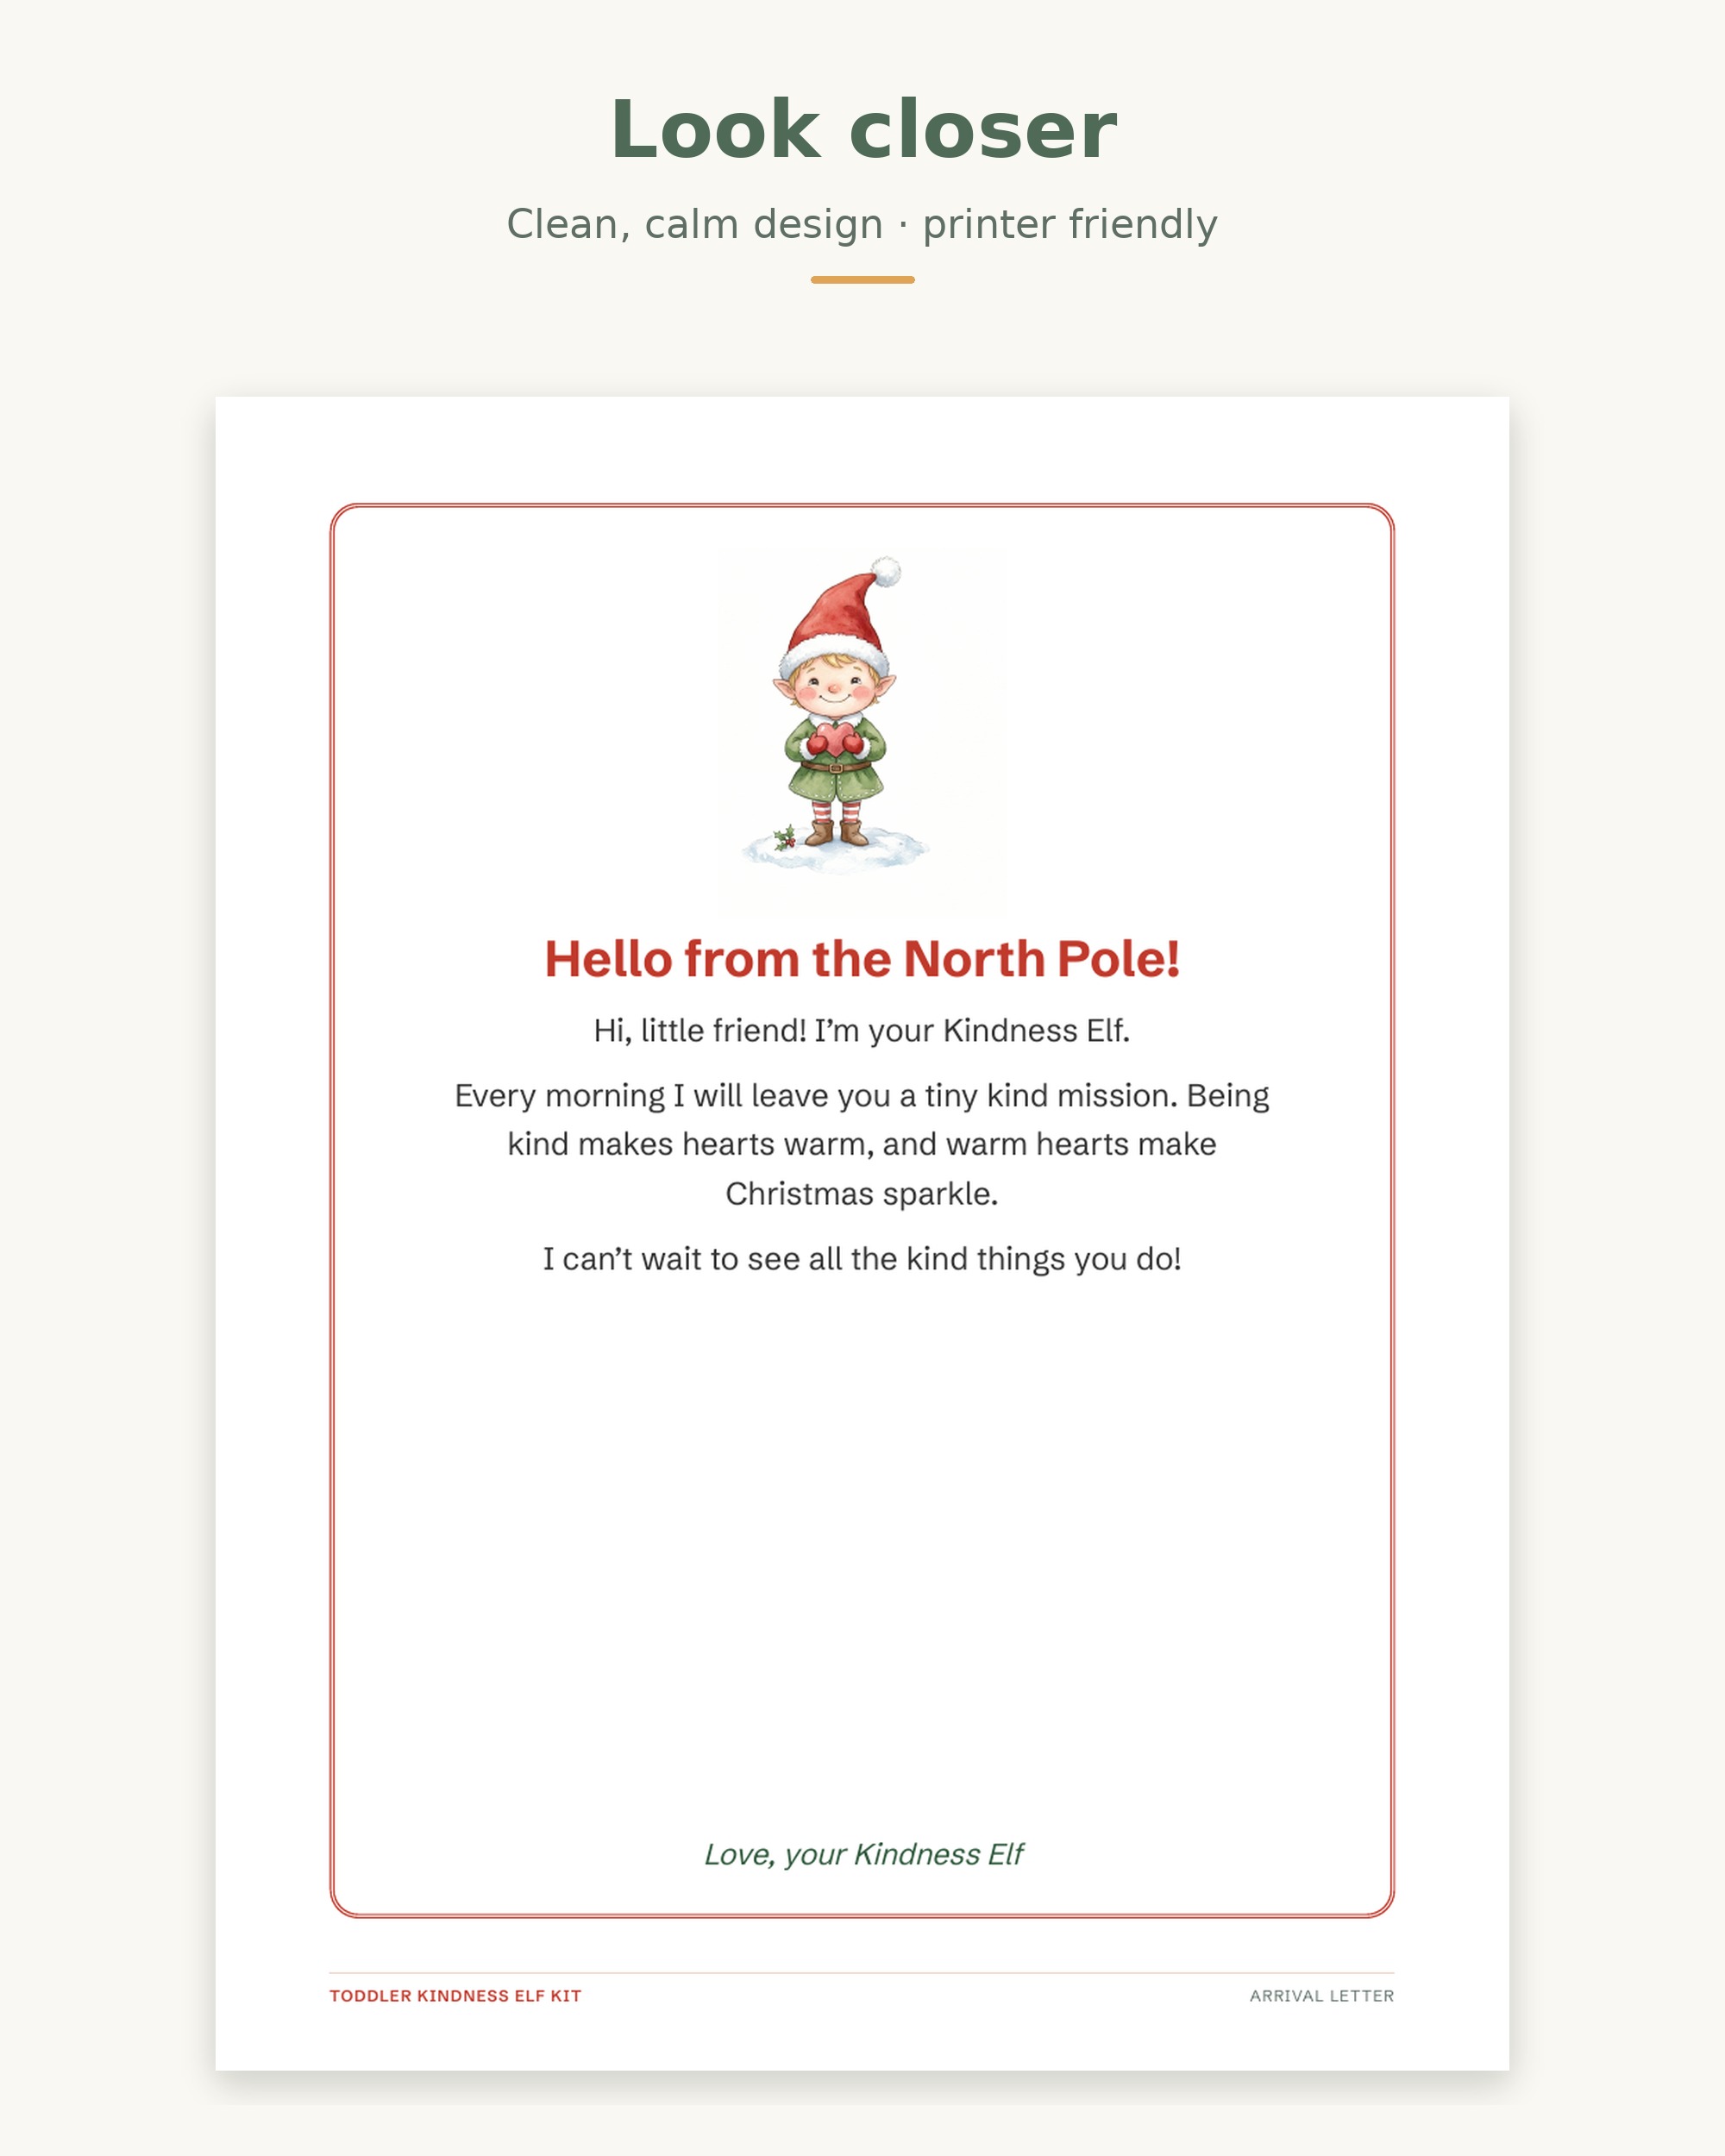 Look closer
Clean, calm design · printer friendly
Hello from the North Pole!
Hi, little friend! I’m your Kindness Elf.
Every morning I will leave you a tiny kind mission. Being
kind makes hearts warm, and warm hearts make
Christmas sparkle.
I can’t wait to see all the kind things you do!
Love, your Kindness Elf
TODDLER KINDNESS ELF KIT
ARRIVAL LETTER